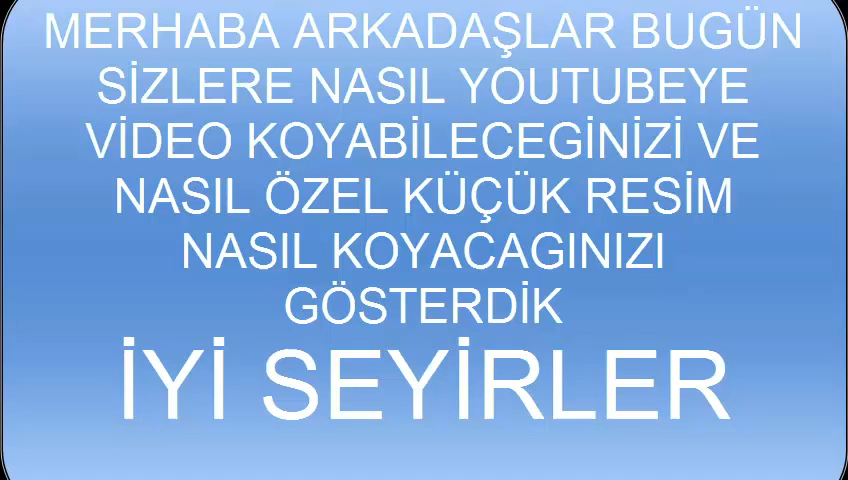 MERHABA ARKADAŞLAR BUGÜN
SİZLERE NASIL YOUTUBEYE
VİDEO KOYABİLECEGİNİZİ VE
NASIL ÖZEL KÜÇÜK RESİM
NASIL KOYACAGINIZI
GÖSTERDİK
İYİ SEYİRLER